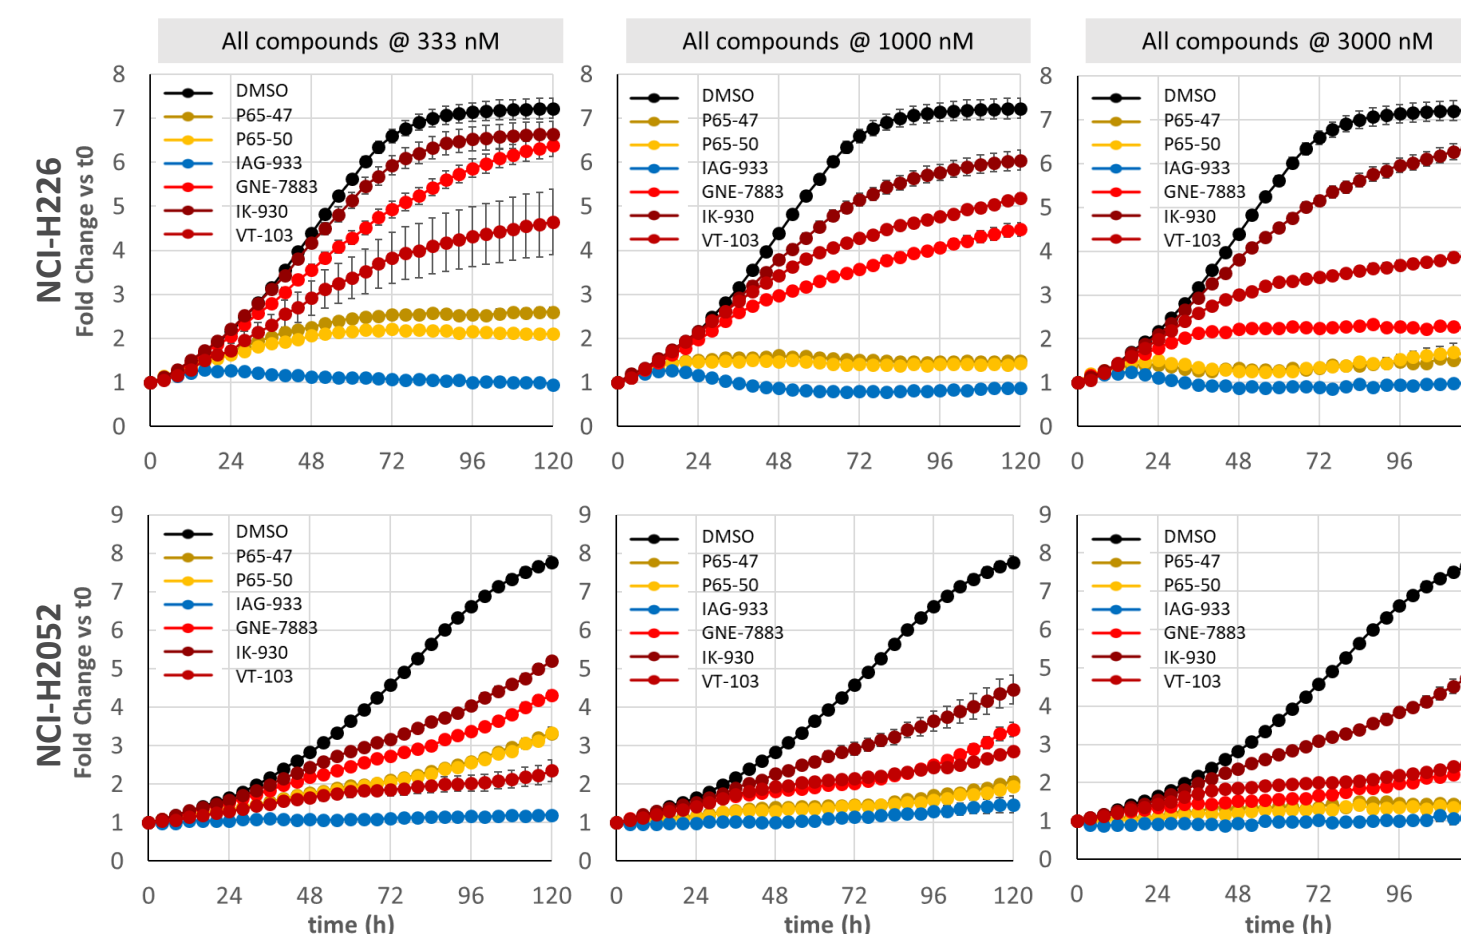 All compounds @ 333 nM
All compounds @ 1000 nM
All compounds @ 3000 nM
NCI-H226
Fold Change vs t0
8
7
6
5
4
3
2
1
0
DMSO
P65-47
P65-50
IAG-933
GNE-7883
IK-930
VT-103
0 24 48 72 96 120
8
7
6
5
4
3
2
1
0
DMSO
P65-47
P65-50
IAG-933
GNE-7883
IK-930
VT-103
0 24 48 72 96 120
8
7
6
5
4
3
2
1
0
DMSO
P65-47
P65-50
IAG-933
GNE-7883
IK-930
VT-103
0 24 48 72 96
NCI-H2052
Fold Change vs t0
9
8
7
6
5
4
3
2
1
0
DMSO
P65-47
P65-50
IAG-933
GNE-7883
IK-930
VT-103
0 24 48 72 96 120
time (h)
9
8
7
6
5
4
3
2
1
0
DMSO
P65-47
P65-50
IAG-933
GNE-7883
IK-930
VT-103
0 24 48 72 96 120
time (h)
9
8
7
6
5
4
3
2
1
0
DMSO
P65-47
P65-50
IAG-933
GNE-7883
IK-930
VT-103
0 24 48 72 96
time (h)